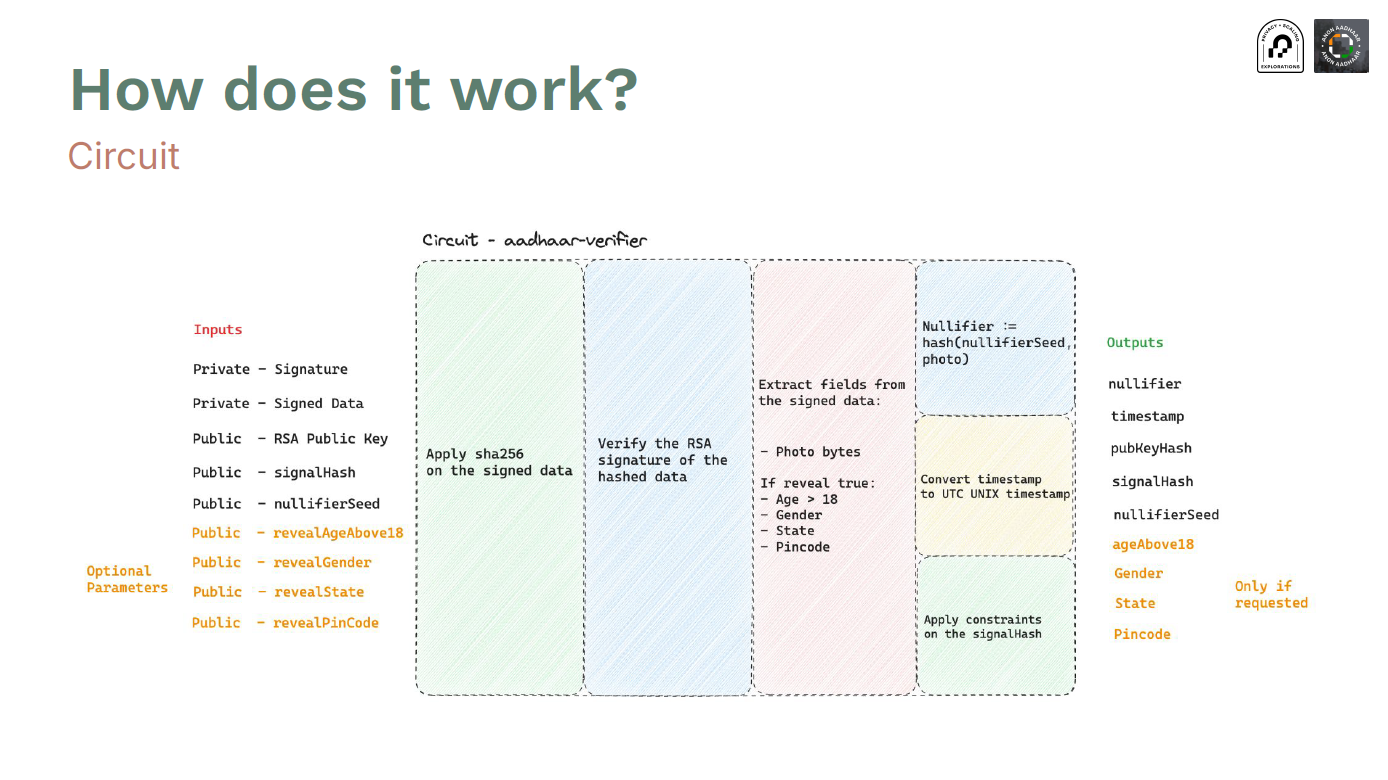 PRIVACY + SCALING
EXPLORATIONS
ANON AADHAAR
ANON AADHAAR
How does it work?
Circuit
Circuit - aadhaar-verifier
Inputs
Private - Signature
Private - Signed Data
Public - RSA Public Key
Public - signalHash
Public - nullifierSeed
Public - revealAgeAbove18
Public - revealGender
Public - revealState
Public - revealPinCode
Optional
Parameters
Apply sha256
on the signed data
Verify the RSA
signature of the
hashed data
Extract fields from
the signed data:
- Photo bytes
If reveal true:
- Age > 18
- Gender
- State
- Pincode
Nullifier :=
hash(nullifierSeed,
photo)
Convert timestamp
to UTC UNIX timestamp
Apply constraints
on the signalHash
Outputs
nullifier
timestamp
pubKeyHash
signalHash
nullifierSeed
ageAbove18
Gender
State
Pincode
Only if
requested